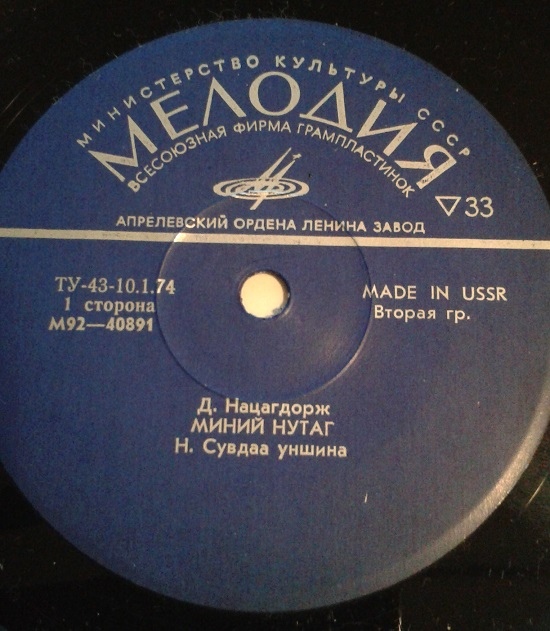 МИНИСТЕРСТВО КУЛЬТУРЫ СССР
МЕЛОДИЯ
ВСЕСОЮЗНАЯ ФИРМА ГРАМПЛАСТИНОК
▽33
АПРЕЛЕВСКИЙ ОРДЕНА ЛЕНИНА ЗАВОД
ТУ-43-10.1.74
1 сторона
М92—40891
MADE IN USSR
Вторая гр.
Д. Нацагдорж
МИНИЙ НУТАГ
Н. Сувдаа уншина